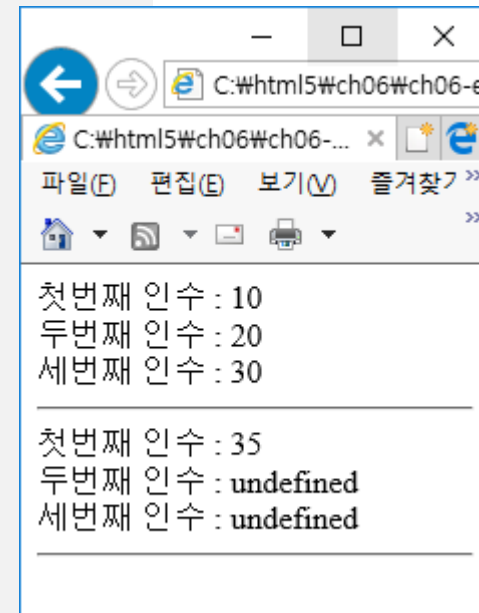 C:₩html5₩ch06₩ch06-e
C:₩html5₩ch06₩ch06-...
파일(F) 편집(E) 보기(V) 즐겨찾기
첫번째 인수 : 10
두번째 인수 : 20
세번째 인수 : 30
첫번째 인수 : 35
두번째 인수 : undefined
세번째 인수 : undefined